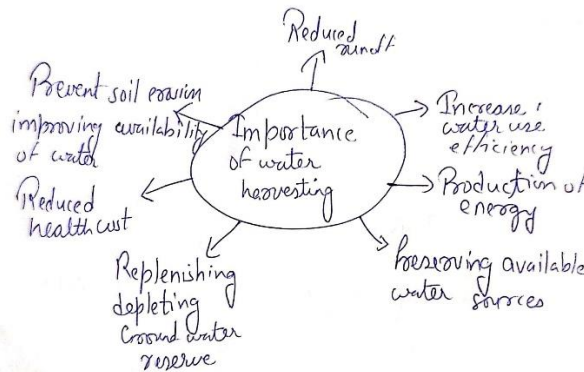 Reduced
runoff
Prevent soil erosion
improving availability
of water
Importance
of water
harvesting
Increase
water use
efficiency
Production of
energy
Preserving available
water sources
Replenishing
depleting
Ground water
reserve
Reduced
health cost